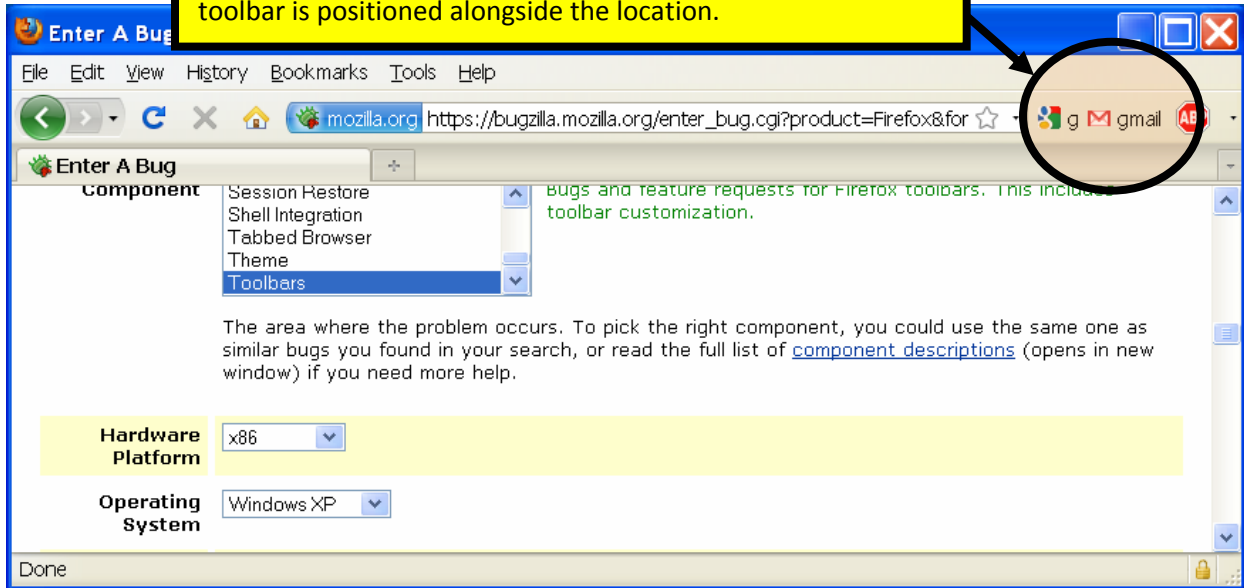 toolbar is positioned alongside the location.
Enter A Bug
File Edit View History Bookmarks Tools Help
mozilla.org https://bugzilla.mozilla.org/enter_bug.cgi?product=Firefox&for g gmail ABP
Enter A Bug
Component
Session Restore
Shell Integration
Tabbed Browser
Theme
Toolbars
Bugs and feature requests for Firefox toolbars. This includes
toolbar customization.
The area where the problem occurs. To pick the right component, you could use the same one as
similar bugs you found in your search, or read the full list of component descriptions (opens in new
window) if you need more help.
Hardware
Platform
x86
Operating
System
Windows XP
Done